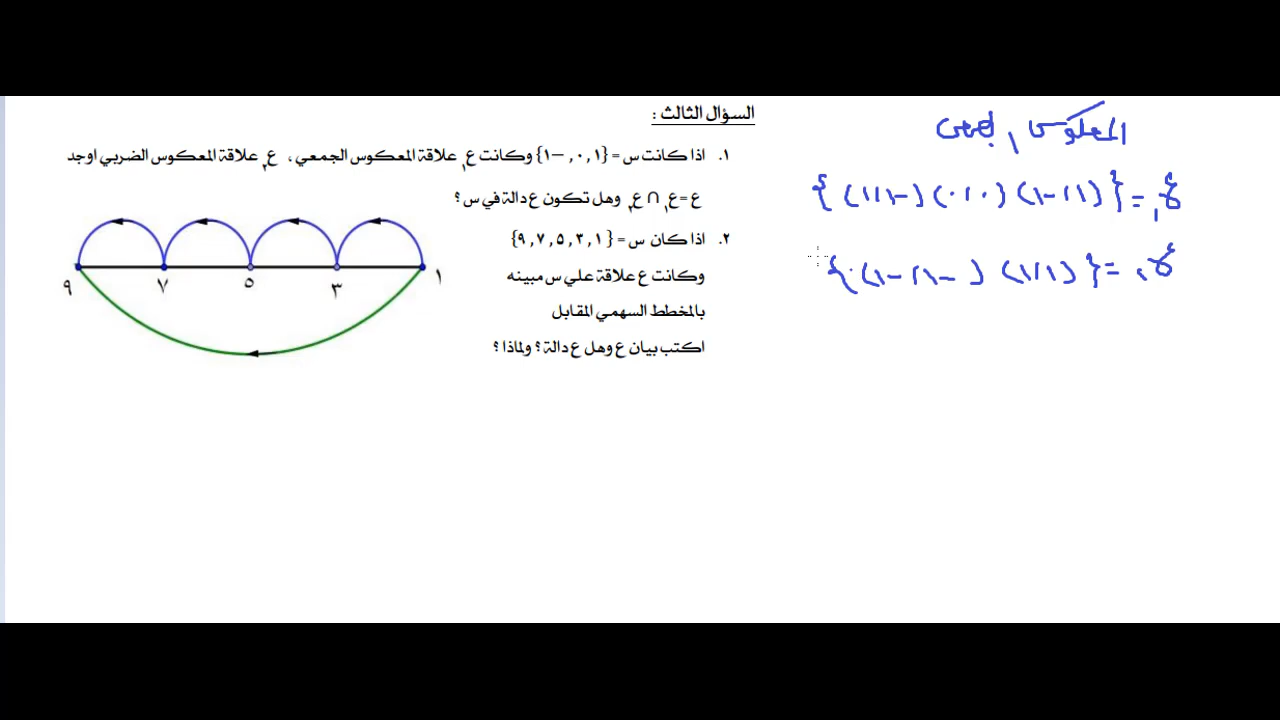 السؤال الثالث :
١. اذا كانت س = {١ , ٠ , −١} وكانت ع١ علاقة المعكوس الجمعي ، ع٢ علاقة المعكوس الضربي اوجد
ع = ع١ ∩ ع٢ وهل تكون ع دالة في س ؟
٢. اذا كان س = {١ , ٣ , ٥ , ٧ , ٩}
وكانت ع علاقة علي س مبينه
بالمخطط السهمي المقابل
اكتب بيان ع وهل ع دالة ؟ ولماذا ؟
١ ٣ ٥ ٧ ٩
المعكوس
ع١ = {(١،−١) (٠،٠) (−١،١)}
ع٢ = {(١،١) (−١،−١)}